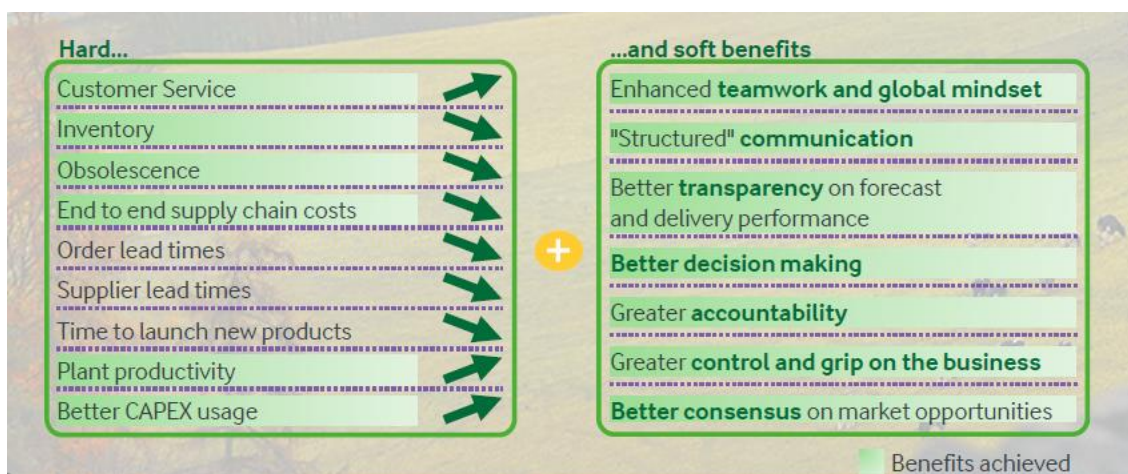 Hard...
Customer Service
Inventory
Obsolescence
End to end supply chain costs
Order lead times
Supplier lead times
Time to launch new products
Plant productivity
Better CAPEX usage
+
...and soft benefits
Enhanced teamwork and global mindset
"Structured" communication
Better transparency on forecast
and delivery performance
Better decision making
Greater accountability
Greater control and grip on the business
Better consensus on market opportunities
Benefits achieved